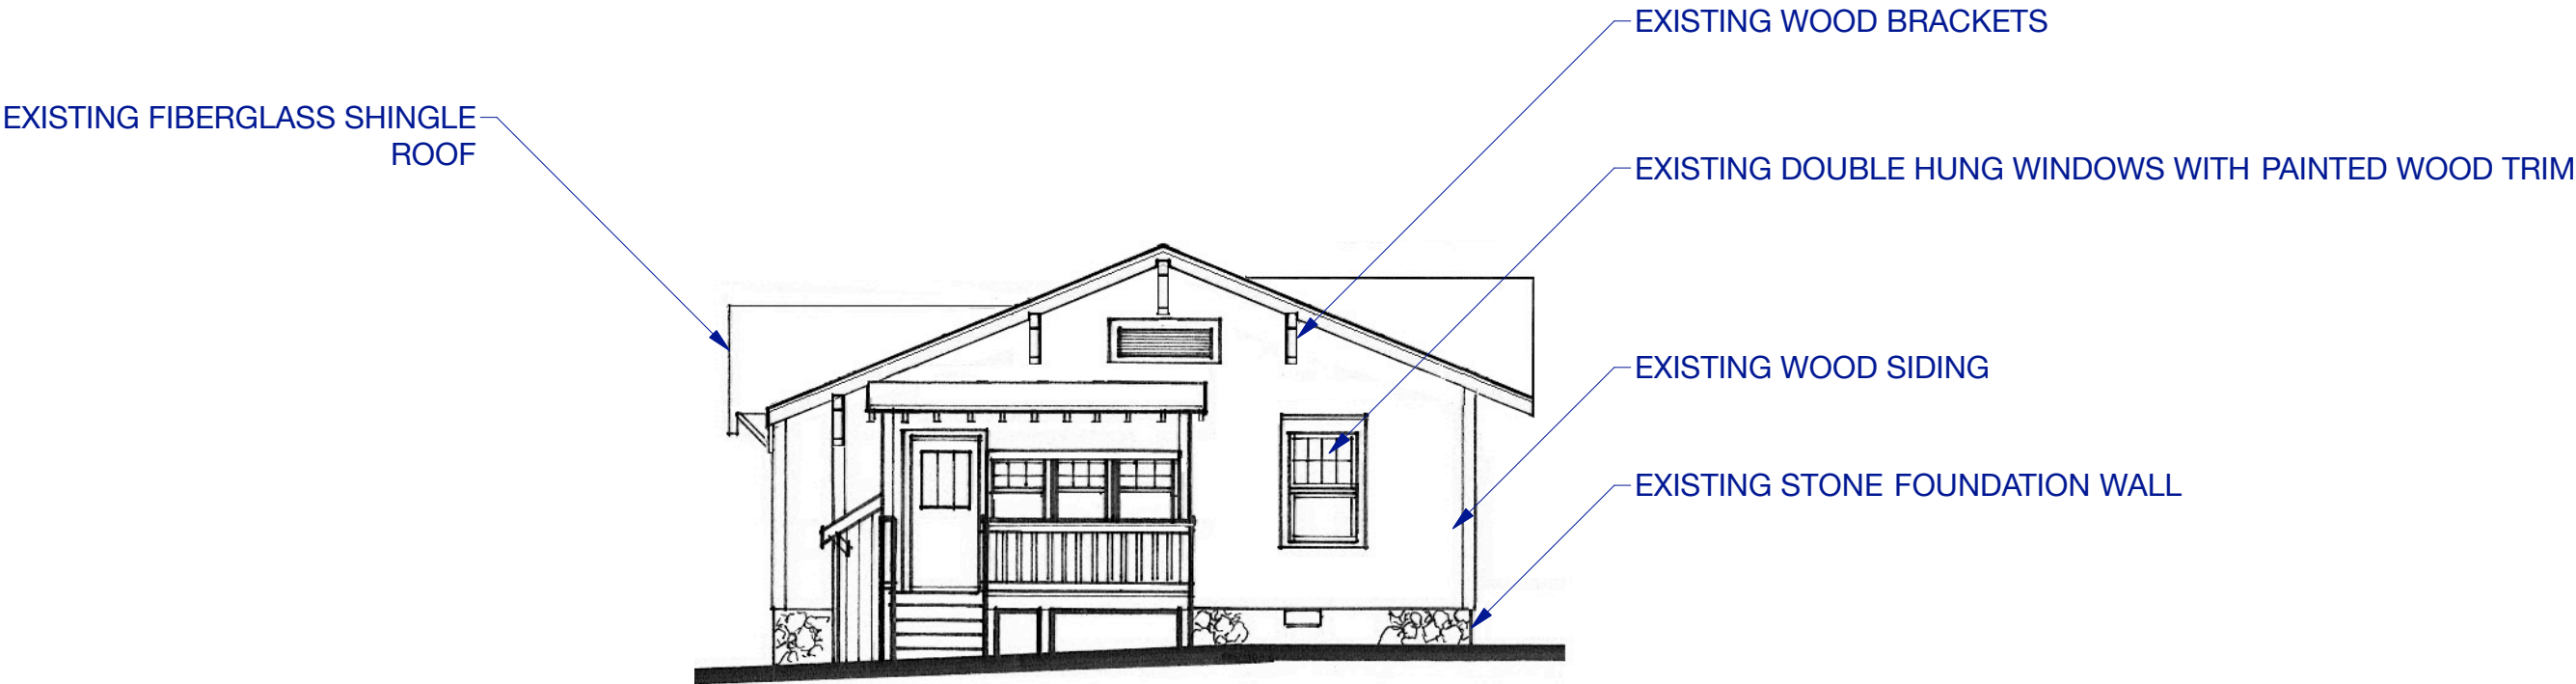 EXISTING WOOD BRACKETS
EXISTING FIBERGLASS SHINGLE
ROOF
EXISTING DOUBLE HUNG WINDOWS WITH PAINTED WOOD TRIM
EXISTING WOOD SIDING
EXISTING STONE FOUNDATION WALL